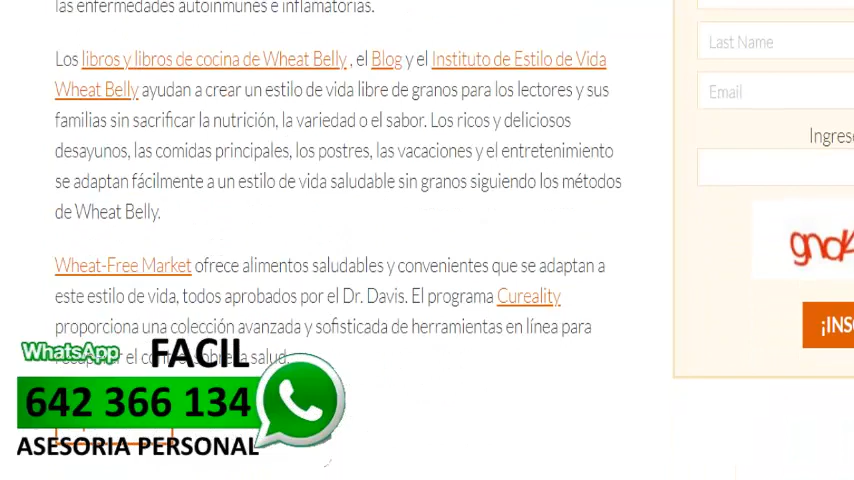 las enfermedades autoinmunes e inflamatorias.
Los libros y libros de cocina de Wheat Belly , el Blog y el Instituto de Estilo de Vida
Wheat Belly ayudan a crear un estilo de vida libre de granos para los lectores y sus
familias sin sacrificar la nutrición, la variedad o el sabor. Los ricos y deliciosos
desayunos, las comidas principales, los postres, las vacaciones y el entretenimiento
se adaptan fácilmente a un estilo de vida saludable sin granos siguiendo los métodos
de Wheat Belly.
Wheat-Free Market ofrece alimentos saludables y convenientes que se adaptan a
este estilo de vida, todos aprobados por el Dr. Davis. El programa Cureality
proporciona una colección avanzada y sofisticada de herramientas en línea para
el control sobre la salud.
WhatsApp FACIL
642 366 134
ASESORIA PERSONAL
Last Name
Email
Ingres
¡INS